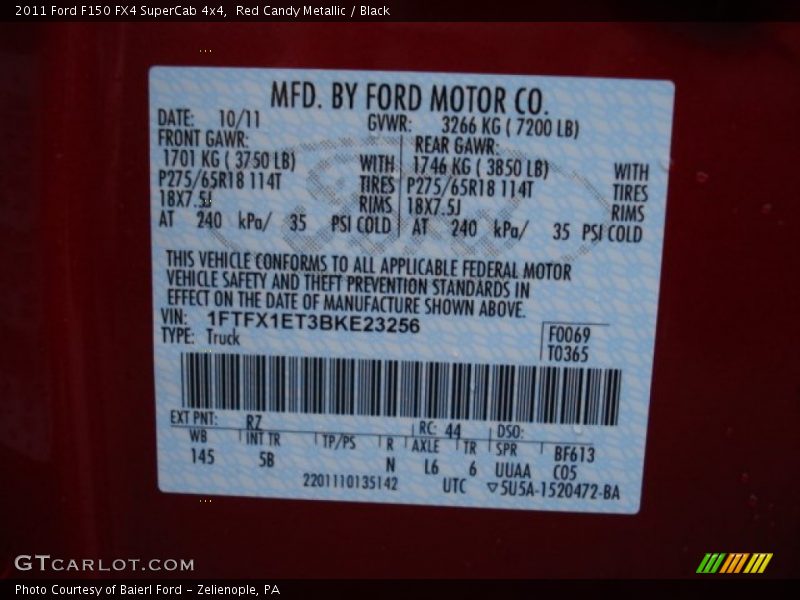 2011 Ford F150 FX4 SuperCab 4x4,  Red Candy Metallic / Black
MFD. BY FORD MOTOR CO.
DATE: 10/11 GVWR: 3266 KG ( 7200 LB)
FRONT GAWR: REAR GAWR:
1701 KG ( 3750 LB) WITH 1746 KG ( 3850 LB) WITH
P275/65R18 114T TIRES P275/65R18 114T TIRES
18X7.5J RIMS 18X7.5J RIMS
AT 240 kPa/ 35 PSI COLD AT 240 kPa/ 35 PSI COLD
THIS VEHICLE CONFORMS TO ALL APPLICABLE FEDERAL MOTOR
VEHICLE SAFETY AND THEFT PREVENTION STANDARDS IN
EFFECT ON THE DATE OF MANUFACTURE SHOWN ABOVE.
VIN: 1FTFX1ET3BKE23256
TYPE: Truck
F0069
T0365
EXT PNT: RZ RC: 44 DSO:
WB INT TR TP/PS R AXLE TR SPR BF613
145 5B N L6 6 UUAA C05
2201110135142 UTC ▽5U5A-1520472-BA
GTCARLOT.COM
Photo Courtesy of Baierl Ford - Zelienople, PA